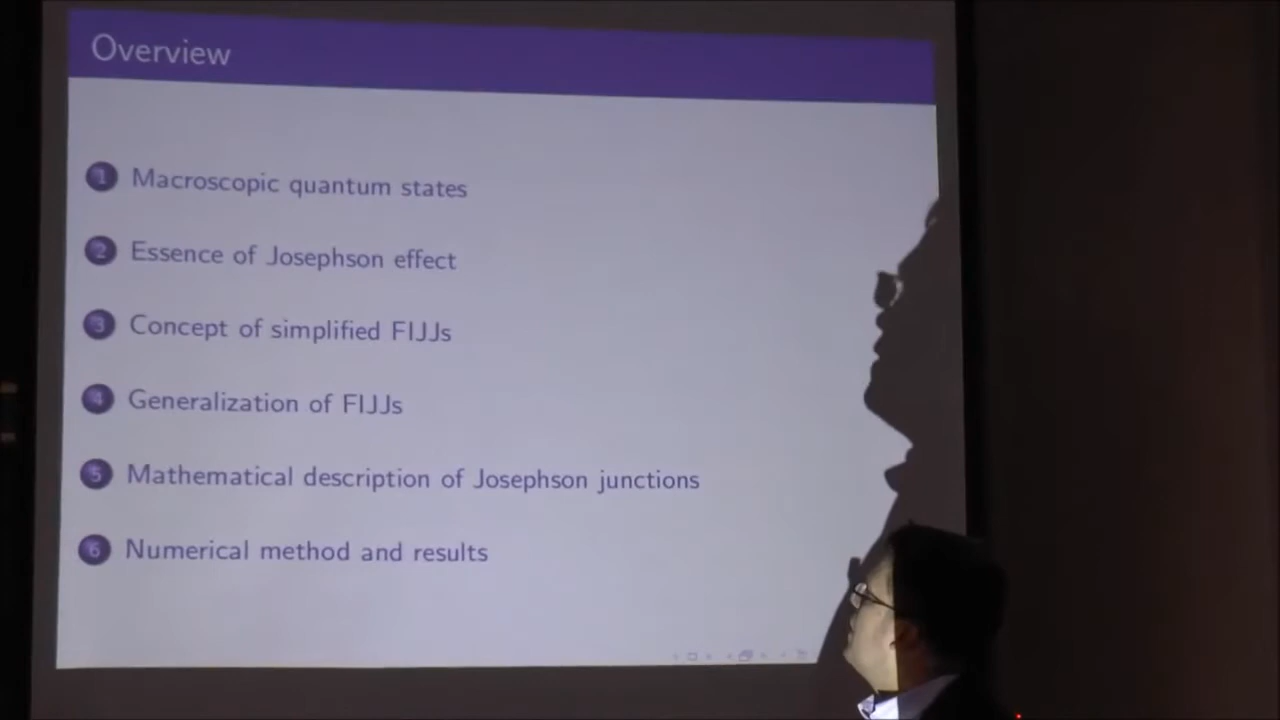 Overview
1 Macroscopic quantum states
2 Essence of Josephson effect
3 Concept of simplified FIJJs
4 Generalization of FIJJs
5 Mathematical description of Josephson junctions
6 Numerical method and results